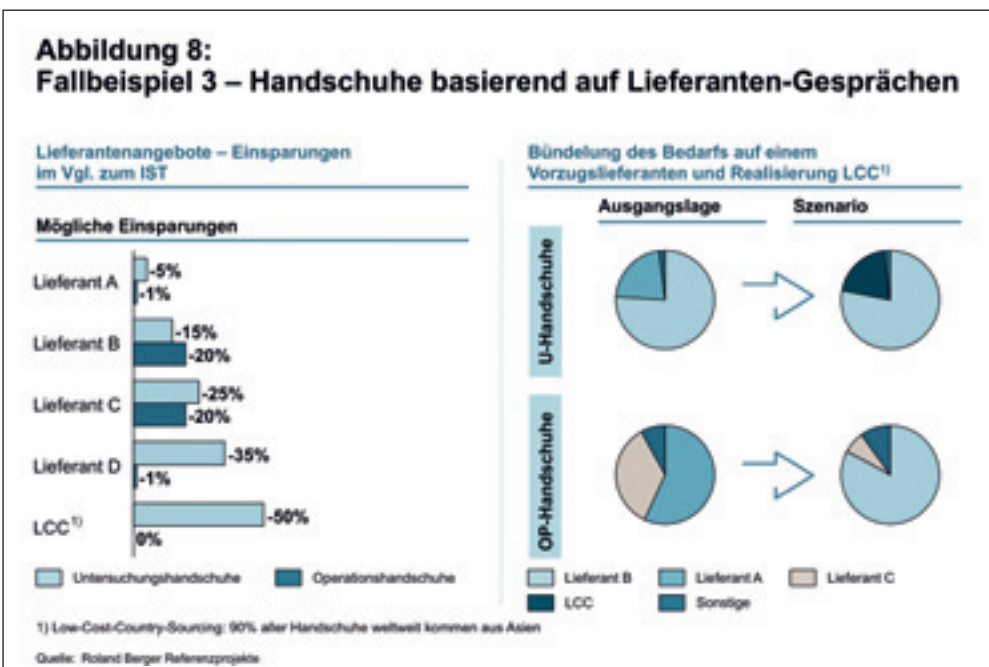 Abbildung 8:
Fallbeispiel 3 – Handschuhe basierend auf Lieferanten-Gesprächen
Lieferantenangebote – Einsparungen
im Vgl. zum IST
Mögliche Einsparungen
Lieferant A
-5%
-1%
Lieferant B
-15%
-20%
Lieferant C
-25%
-20%
Lieferant D
-35%
-1%
LCC¹⁾
-50%
0%
Untersuchungshandschuhe
Operationshandschuhe
Bündelung des Bedarfs auf einem
Vorzugslieferanten und Realisierung LCC¹⁾
Ausgangslage
Szenario
U-Handschuhe
OP-Handschuhe
Lieferant B
Lieferant A
Lieferant C
LCC
Sonstige
1) Low-Cost-Country-Sourcing: 90% aller Handschuhe weltweit kommen aus Asien
Quelle: Roland Berger Referenzprojekte